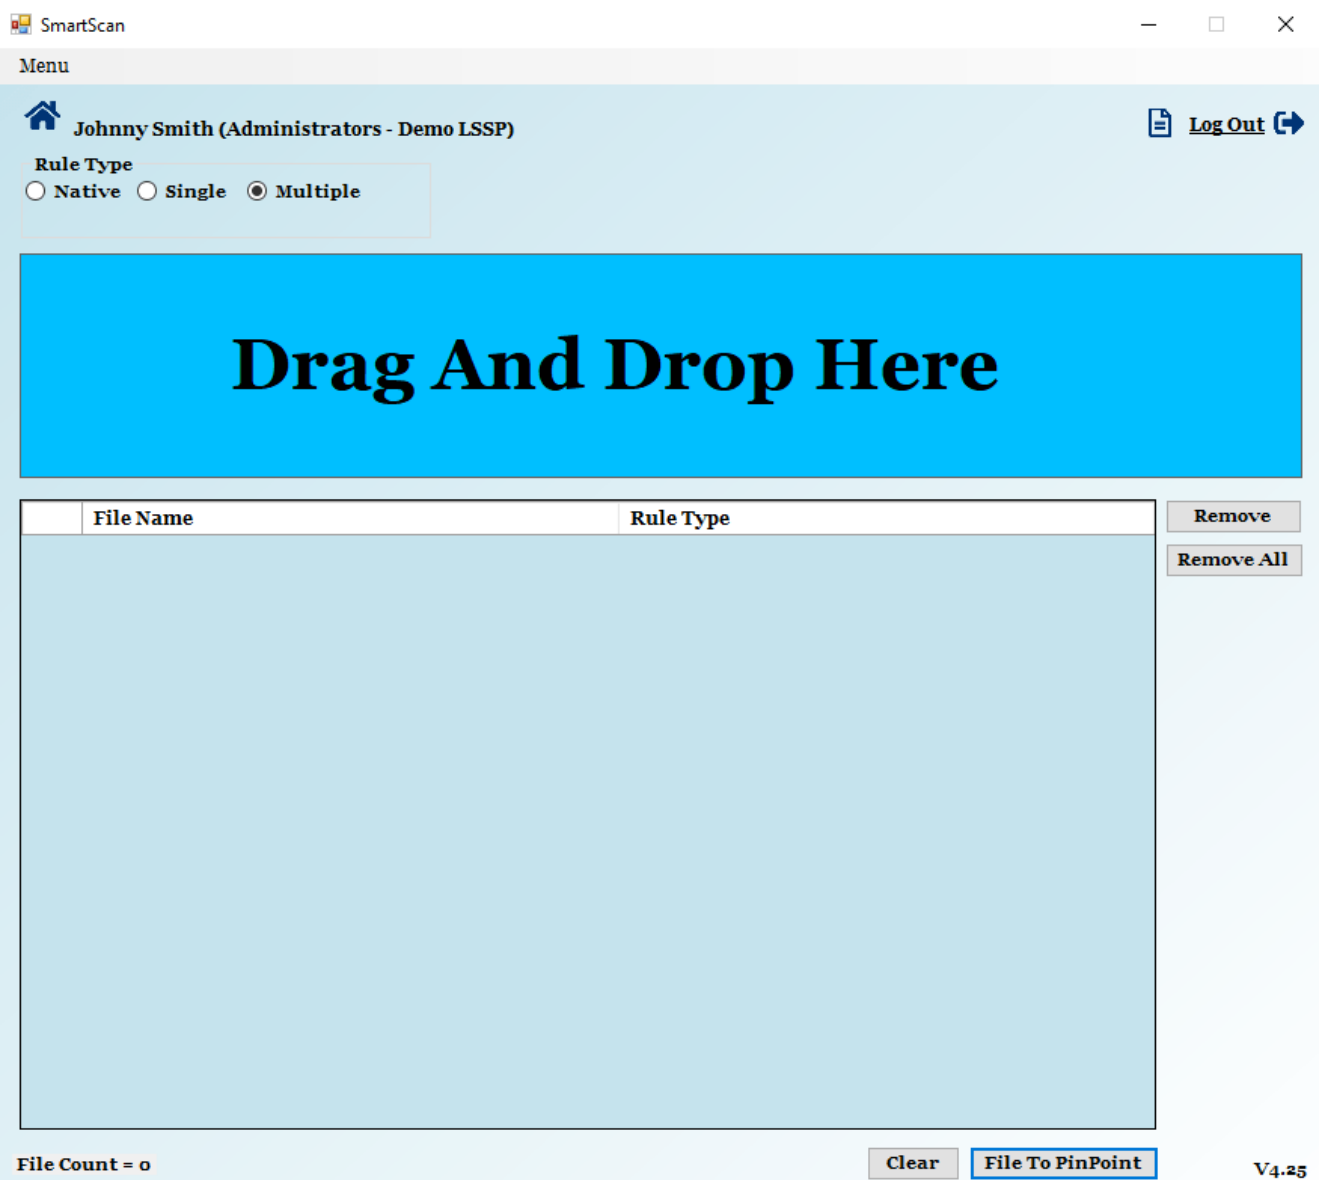 SmartScan
Menu
Johnny Smith (Administrators - Demo LSSP)
Log Out
Rule Type
Native Single Multiple
Drag And Drop Here
File Name Rule Type
Remove
Remove All
File Count = 0
Clear File To PinPoint
V4.25